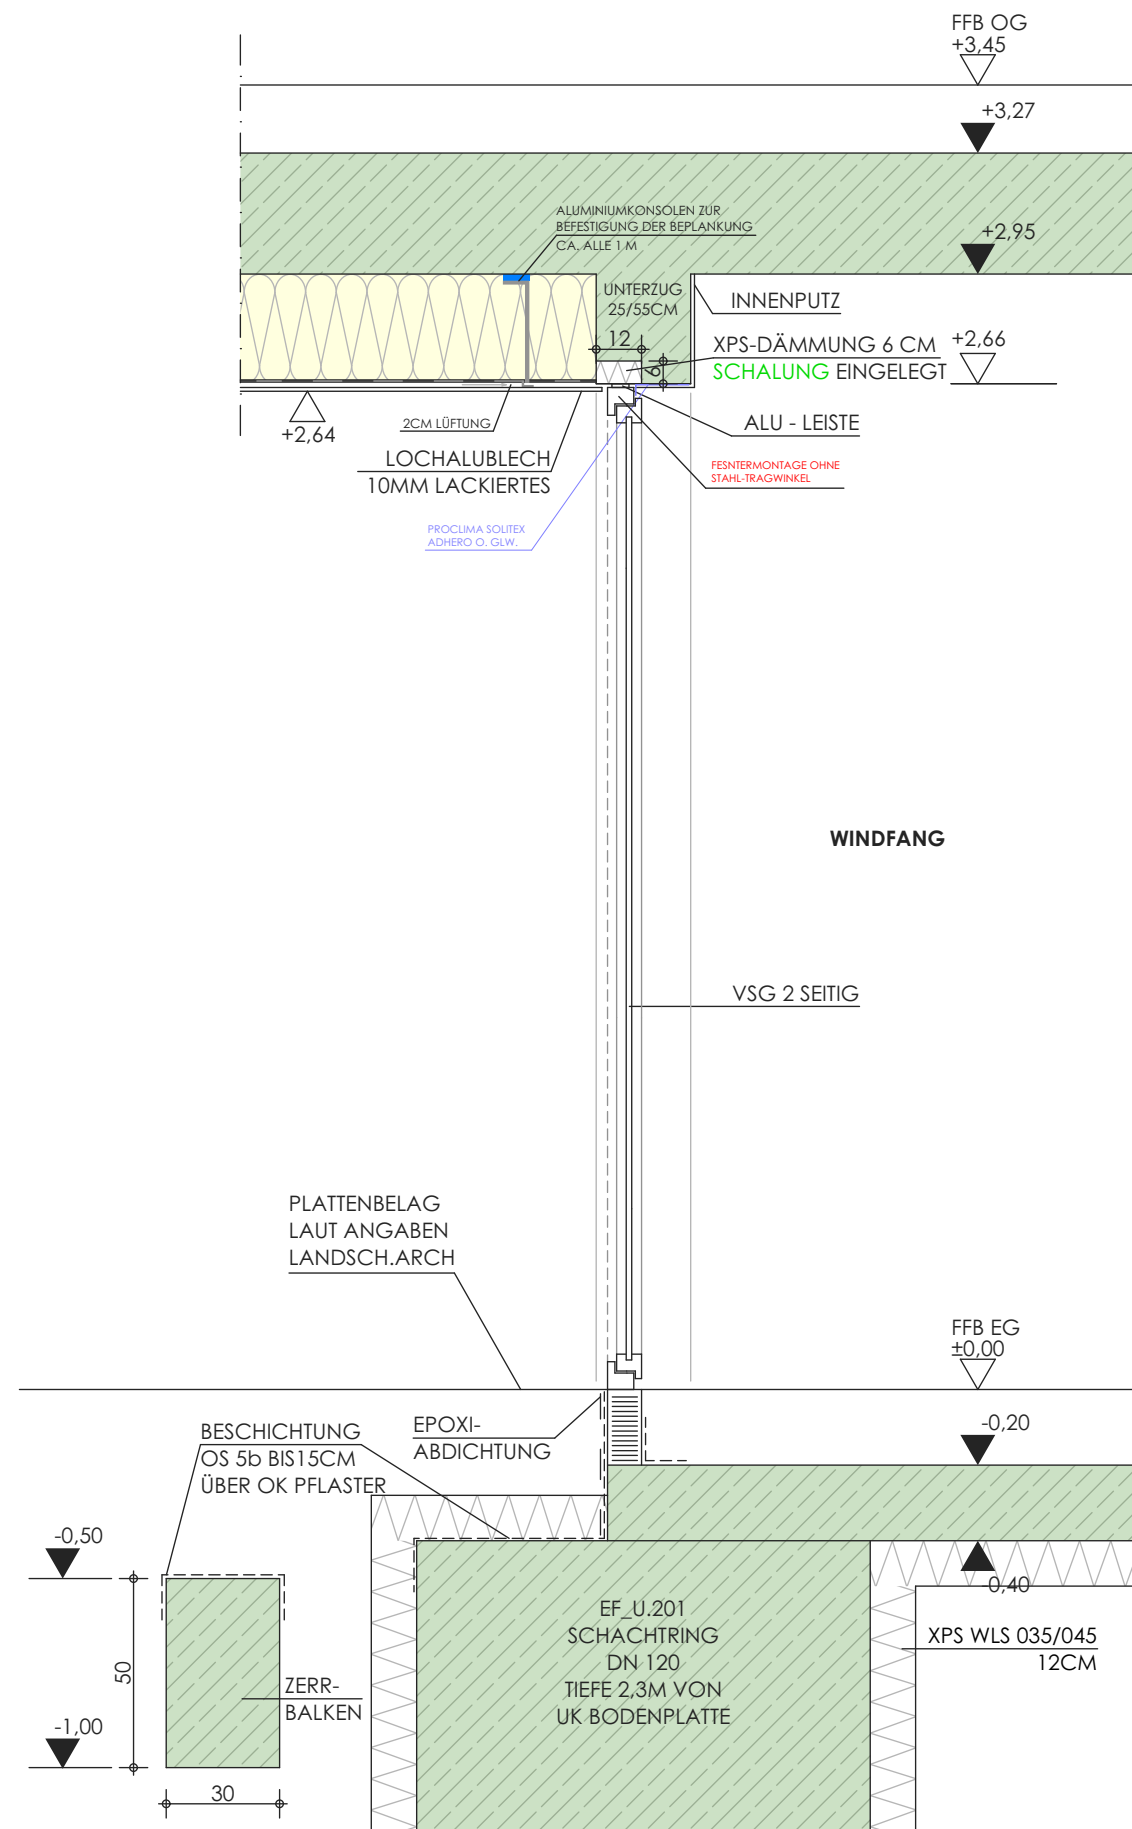 FFB OG
+3,45
+3,27
ALUMINIUMKONSOLEN ZUR
BEFESTIGUNG DER BEPLANKUNG
CA. ALLE 1 M
+2,95
UNTERZUG
25/55CM
INNENPUTZ
12
6
XPS-DÄMMUNG 6 CM
SCHALUNG EINGELEGT
+2,66
+2,64
2CM LÜFTUNG
ALU - LEISTE
LOCHALUBLECH
10MM LACKIERTES
FESNTERMONTAGE OHNE
STAHL-TRAGWINKEL
PROCLIMA SOLITEX
ADHERO O. GLW.
WINDFANG
VSG 2 SEITIG
PLATTENBELAG
LAUT ANGABEN
LANDSCH.ARCH
FFB EG
±0,00
BESCHICHTUNG
OS 5b BIS15CM
ÜBER OK PFLASTER
EPOXI-
ABDICHTUNG
-0,20
-0,50
-0,40
EF_U.201
SCHACHTRING
DN 120
TIEFE 2,3M VON
UK BODENPLATTE
XPS WLS 035/045
12CM
50
ZERR-
BALKEN
-1,00
30